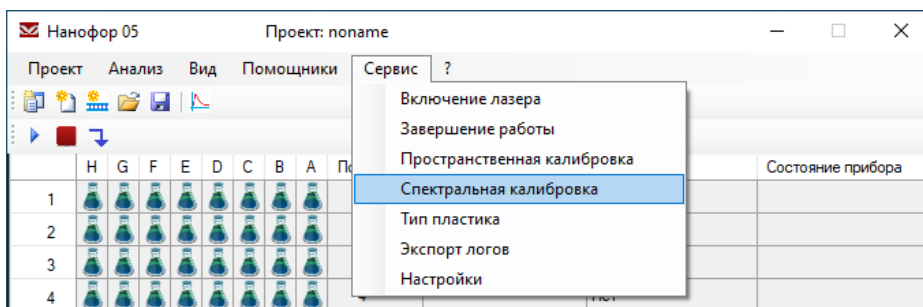 Нанофор 05 Проект: noname
Проект Анализ Вид Помощники Сервис ?
Включение лазера
Завершение работы
Пространственная калибровка
Спектральная калибровка
Тип пластика
Экспорт логов
Настройки
H G F E D C B A Состояние прибора
1
2
3
4 4